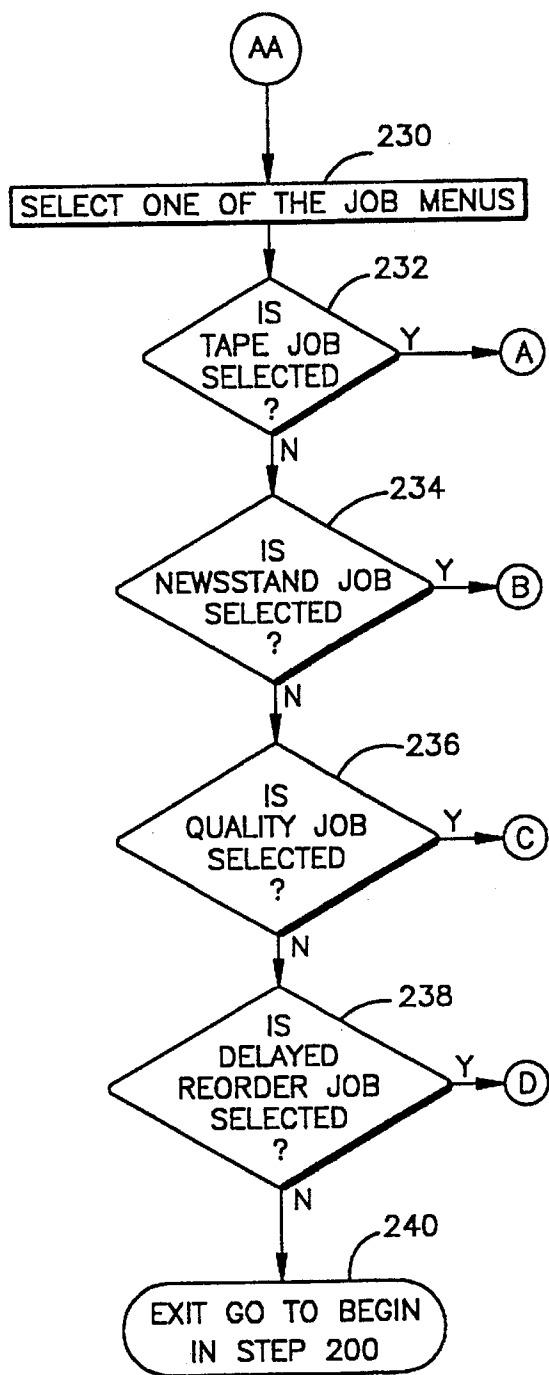 AA
230
SELECT ONE OF THE JOB MENUS
232
IS
TAPE JOB
SELECTED
?
Y
A
N
234
IS
NEWSSTAND JOB
SELECTED
?
Y
B
N
236
IS
QUALITY JOB
SELECTED
?
Y
C
N
238
IS
DELAYED
REORDER JOB
SELECTED
?
Y
D
N
240
EXIT GO TO BEGIN
IN STEP 200